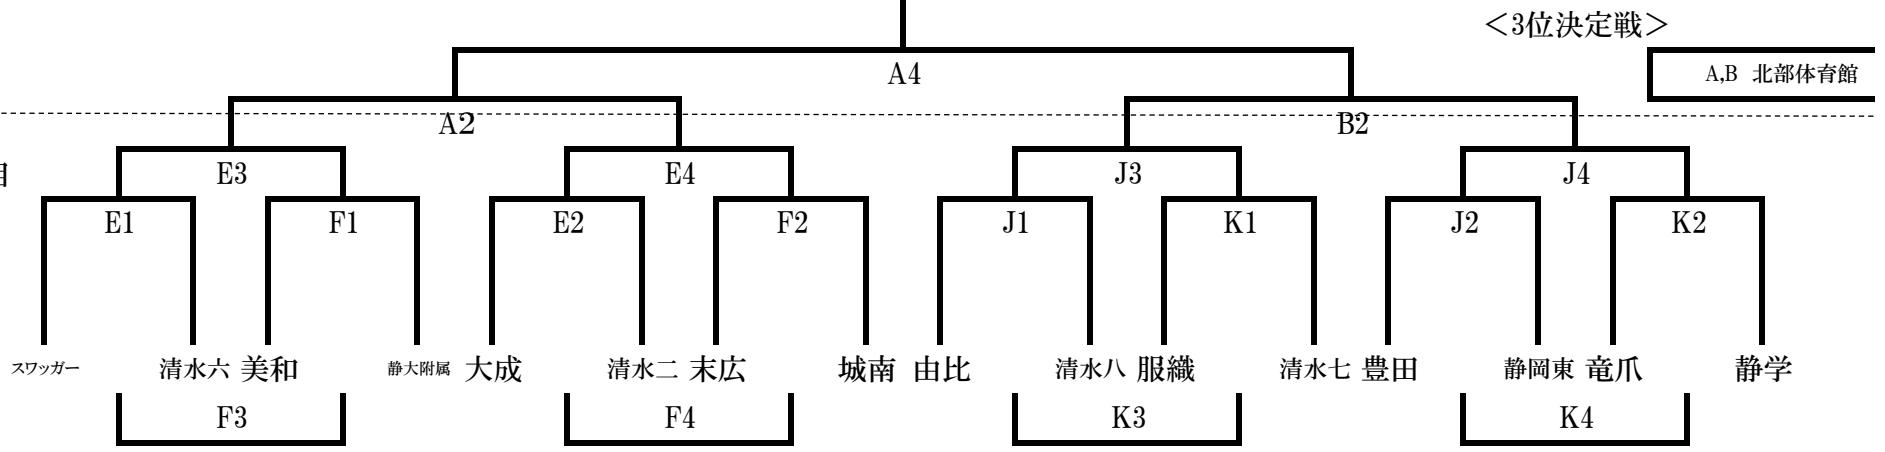 ＜3位決定戦＞
A4
A,B 北部体育館
A2 B2
E3 E4 J3 J4
E1 F1 E2 F2 J1 K1 J2 K2
スワッガー 清水六 美和 静大附属 大成 清水二 末広 城南 由比 清水八 服織 清水七 豊田 静岡東 竜爪 静学
F3 F4 K3 K4